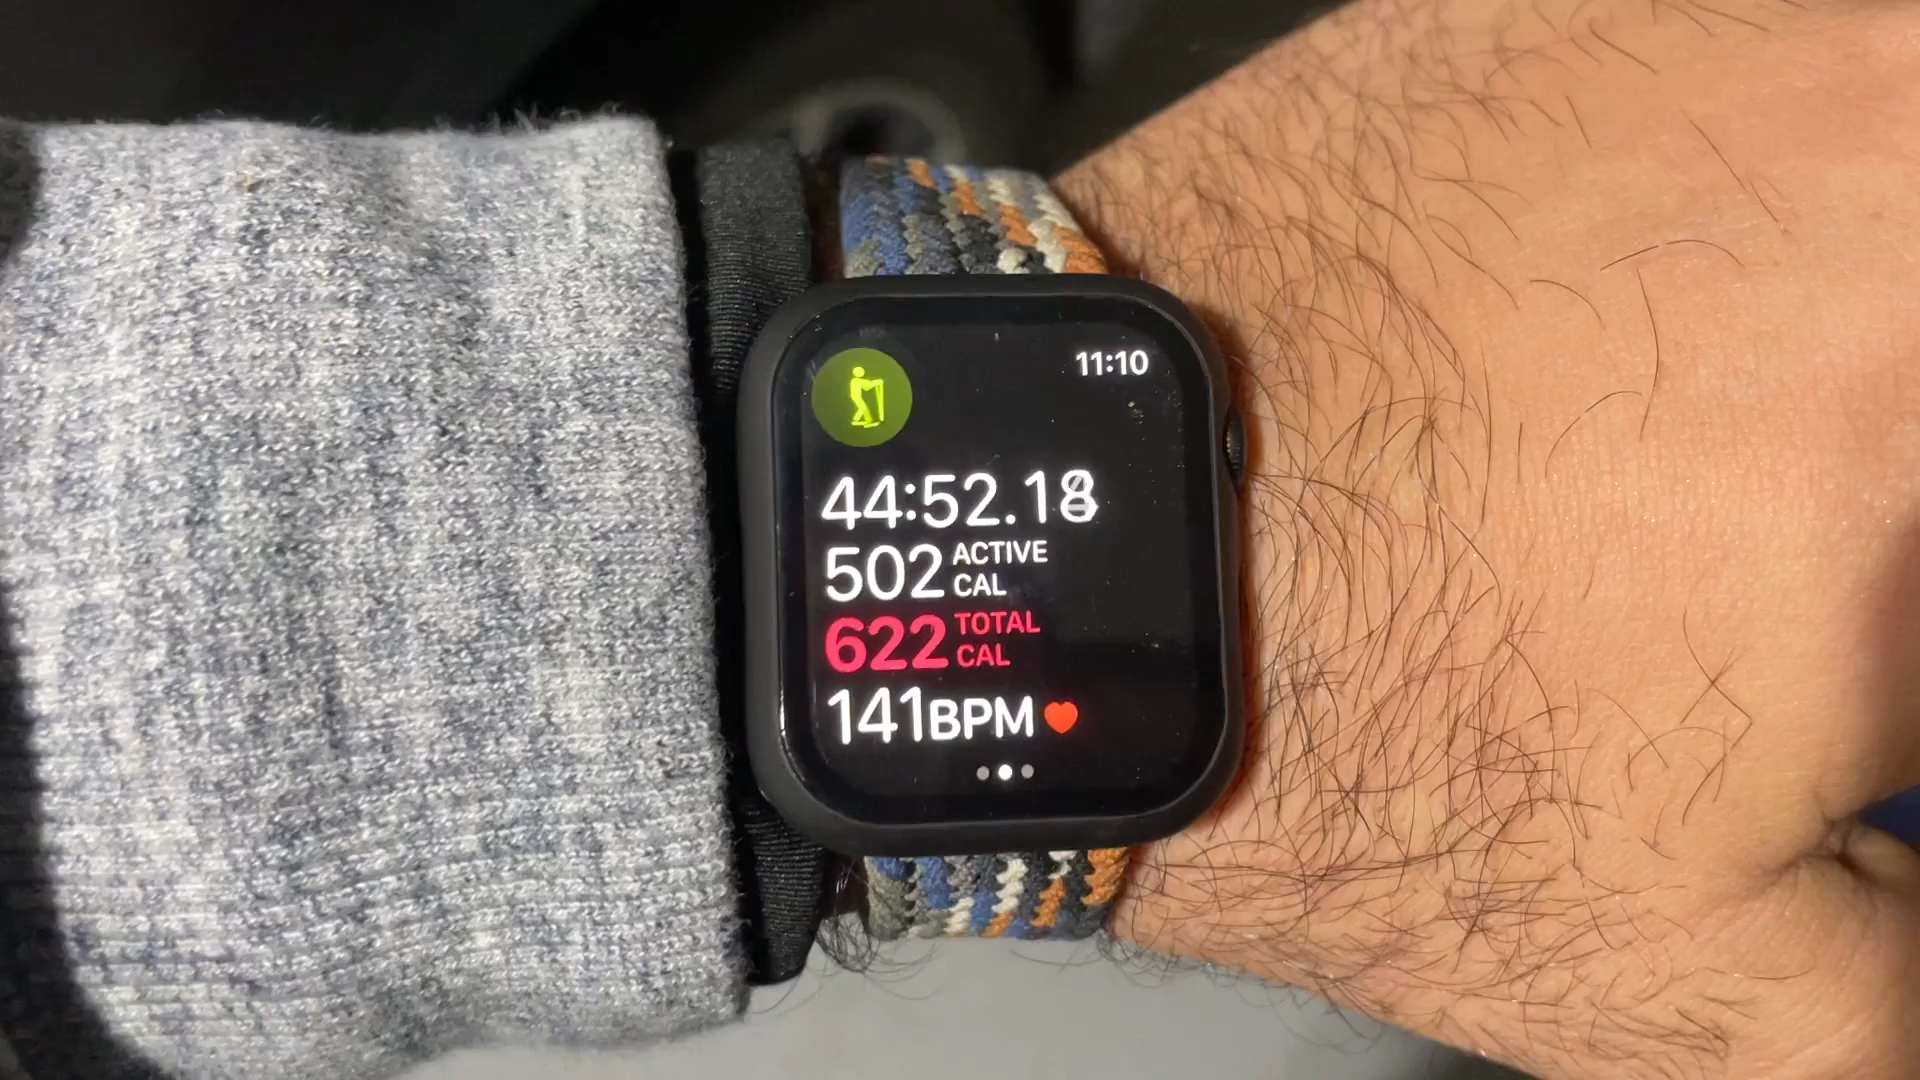 11:10
44:52.18
502 ACTIVE CAL
622 TOTAL CAL
141BPM